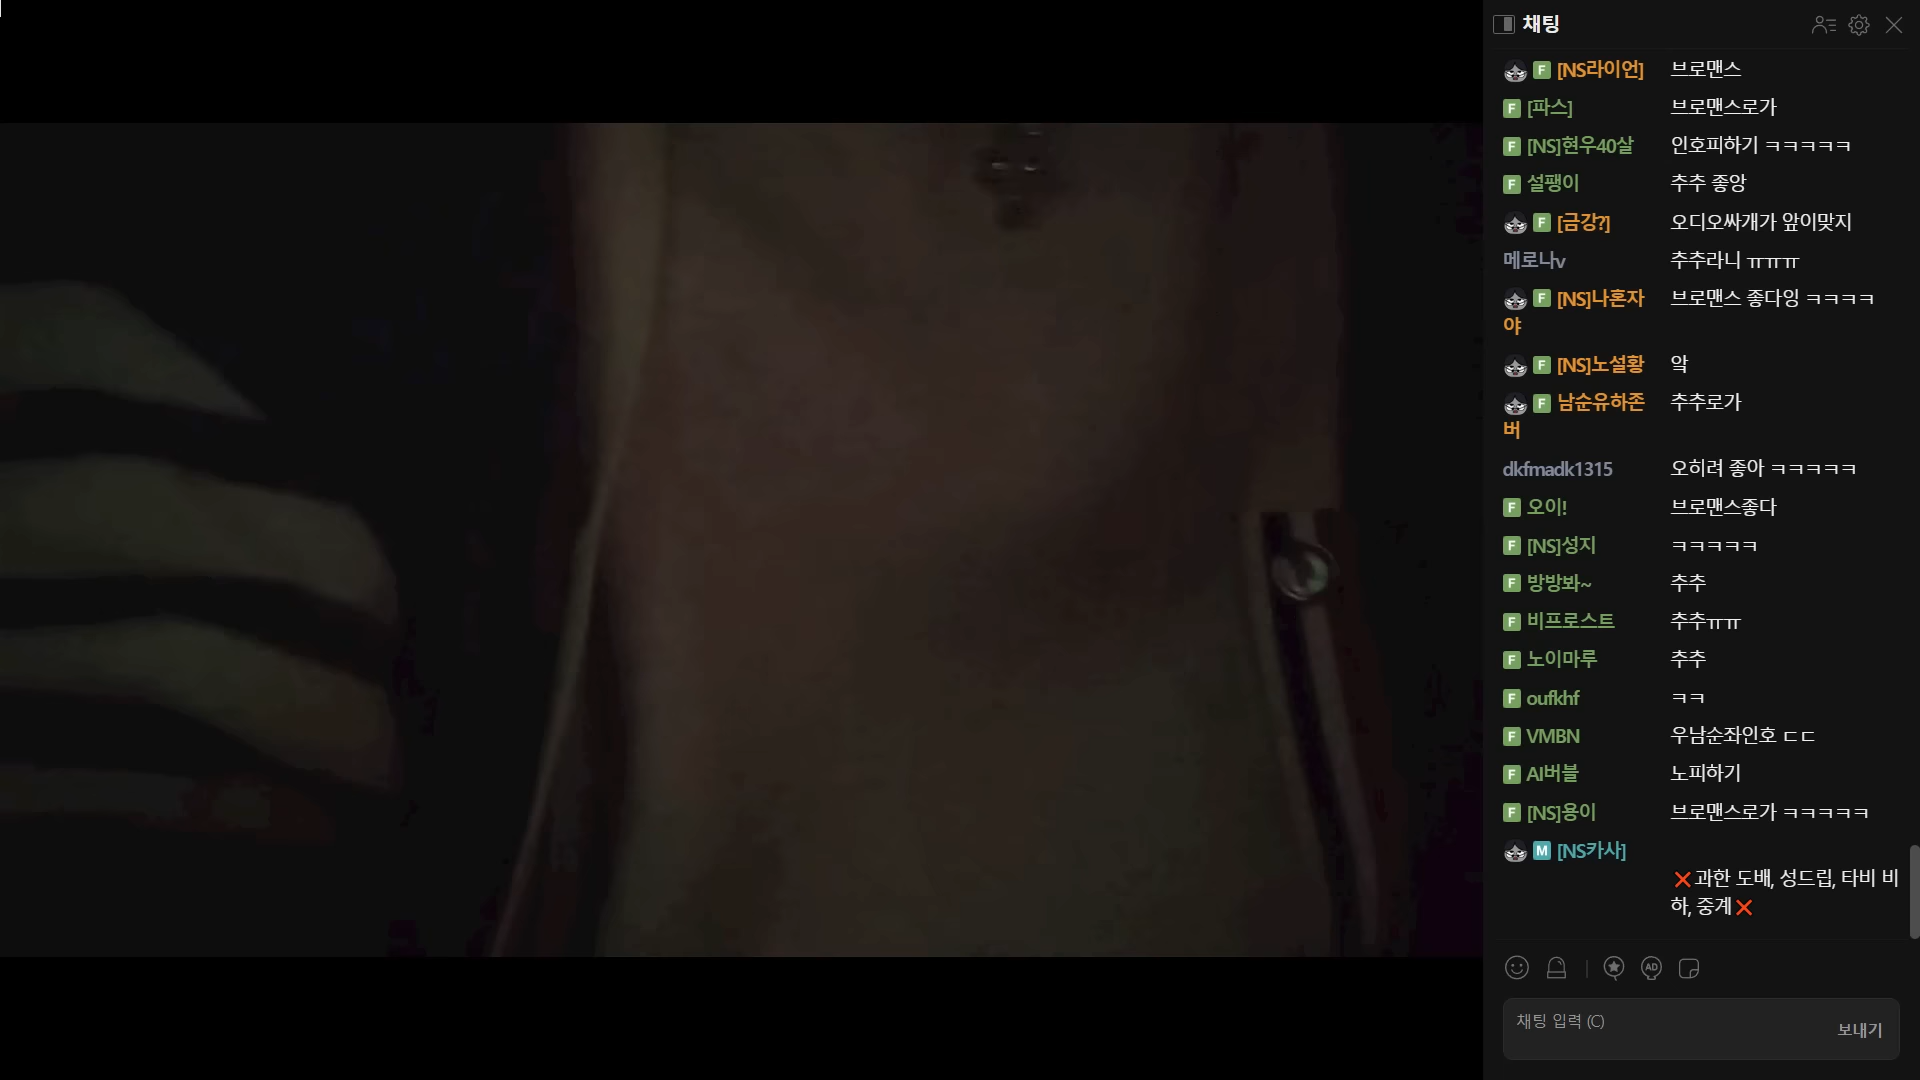 채팅
F [NS라이언] 브로맨스
F [파스] 브로맨스로가
F [NS]현우40살 인호피하기 ㅋㅋㅋㅋㅋ
F 설팽이 추추 좋앙
F [금강?] 오디오싸개가 앞이맞지
메로나v 추추라니 ㅠㅠㅠ
F [NS]나혼자 브로맨스 좋다잉 ㅋㅋㅋㅋ
야
F [NS]노설황 앜
F 남순유하존 추추로가
버
dkfmadk1315 오히려 좋아 ㅋㅋㅋㅋㅋ
F 오이! 브로맨스좋다
F [NS]성지 ㅋㅋㅋㅋㅋ
F 방방봐~ 추추
F 비프로스트 추추ㅠㅠ
F 노이마루 추추
F oufkhf ㅋㅋ
F VMBN 우남순좌인호 ㄷㄷ
F AI버블 노피하기
F [NS]용이 브로맨스로가 ㅋㅋㅋㅋㅋ
M [NS카사]
❌과한 도배, 성드립, 타비 비
하, 중계❌
AD
채팅 입력 (C)
보내기